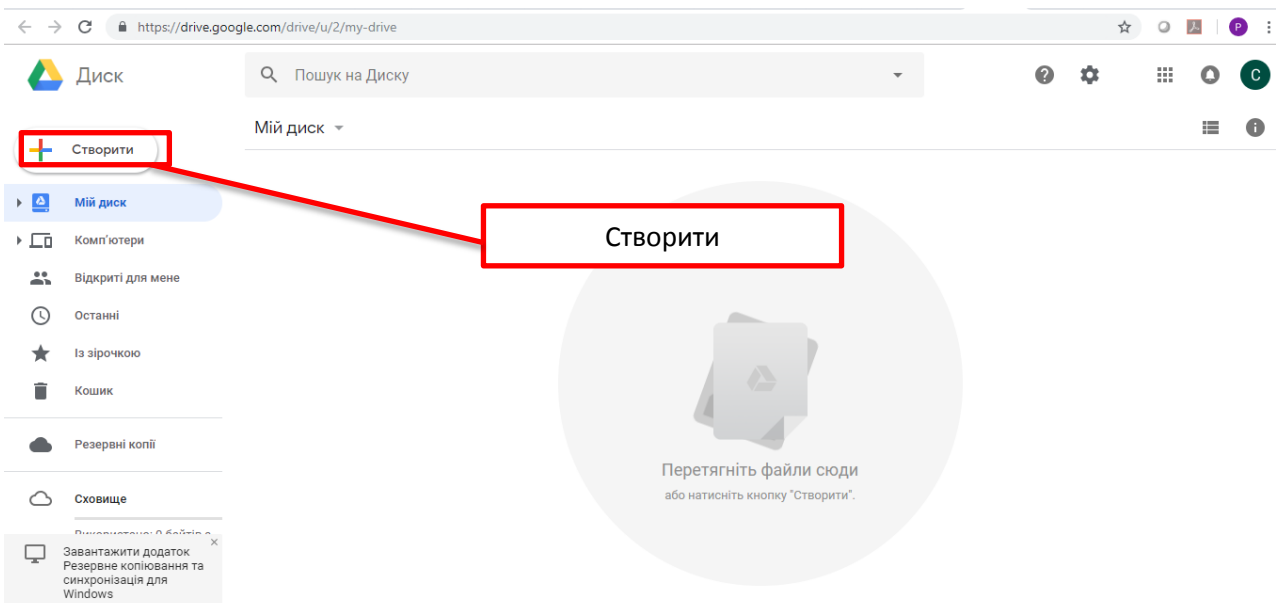 https://drive.google.com/drive/u/2/my-drive
P
Диск
Пошук на Диску
C
Мій диск
Створити
Мій диск
Створити
Комп'ютери
Відкриті для мене
Останні
Із зірочкою
Кошик
Резервні копії
Перетягніть файли сюди
або натисніть кнопку "Створити".
Сховище
Завантажити додаток
Резервне копіювання та
синхронізація для
Windows